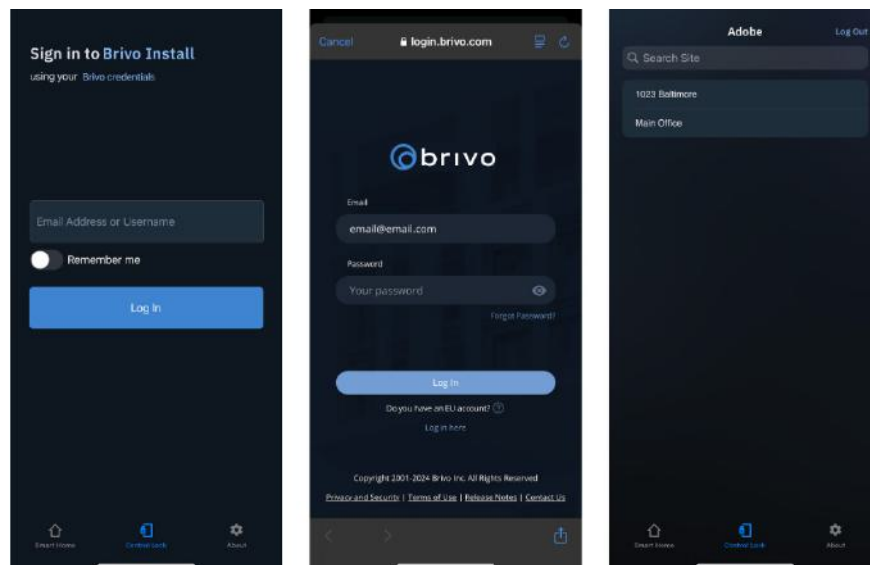 Sign in to Brivo Install
using your Brivo credentials
Email Address or Username
Remember me
Log In
Smart Home
Control Lock
About
Cancel
login.brivo.com
brivo
Email
email@email.com
Password
Your password
Forgot Password?
Log In
Do you have an EU account?
Log in here
Copyright 2001-2024 Brivo Inc. All Rights Reserved
Privacy and Security | Terms of Use | Release Notes | Contact Us
Adobe
Log Out
Search Site
1023 Baltimore
Main Office
Smart Home
Control Lock
About